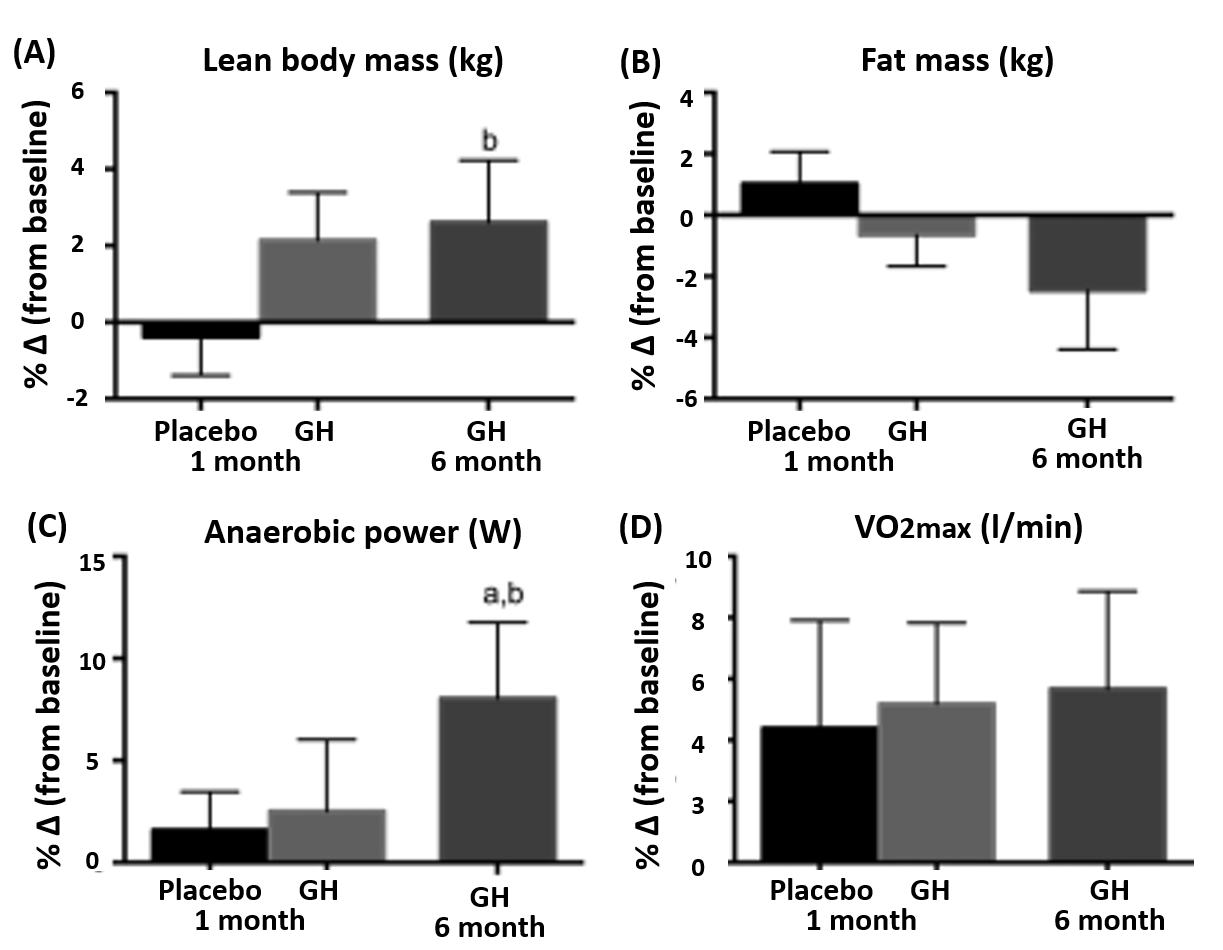 (A)
Lean body mass (kg)
% Δ (from baseline)
6
4
2
0
-2
b
Placebo GH GH
1 month 6 month
(B)
Fat mass (kg)
% Δ (from baseline)
4
2
0
-2
-4
-6
Placebo GH GH
1 month 6 month
(C)
Anaerobic power (W)
% Δ (from baseline)
15
10
5
0
a,b
Placebo GH GH
1 month 6 month
(D)
VO2max (l/min)
% Δ (from baseline)
10
8
6
4
3
0
Placebo GH GH
1 month 6 month